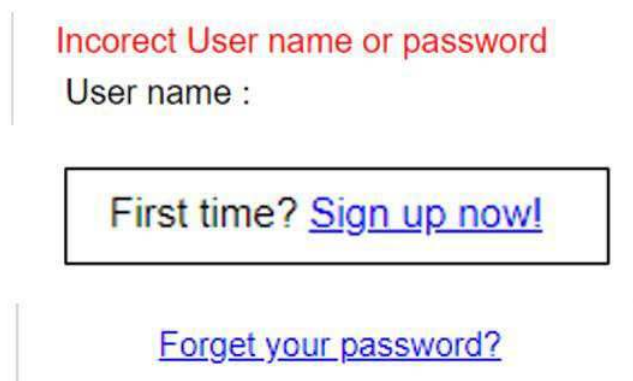 Incorect User name or password
User name :
First time? Sign up now!
Forget your password?